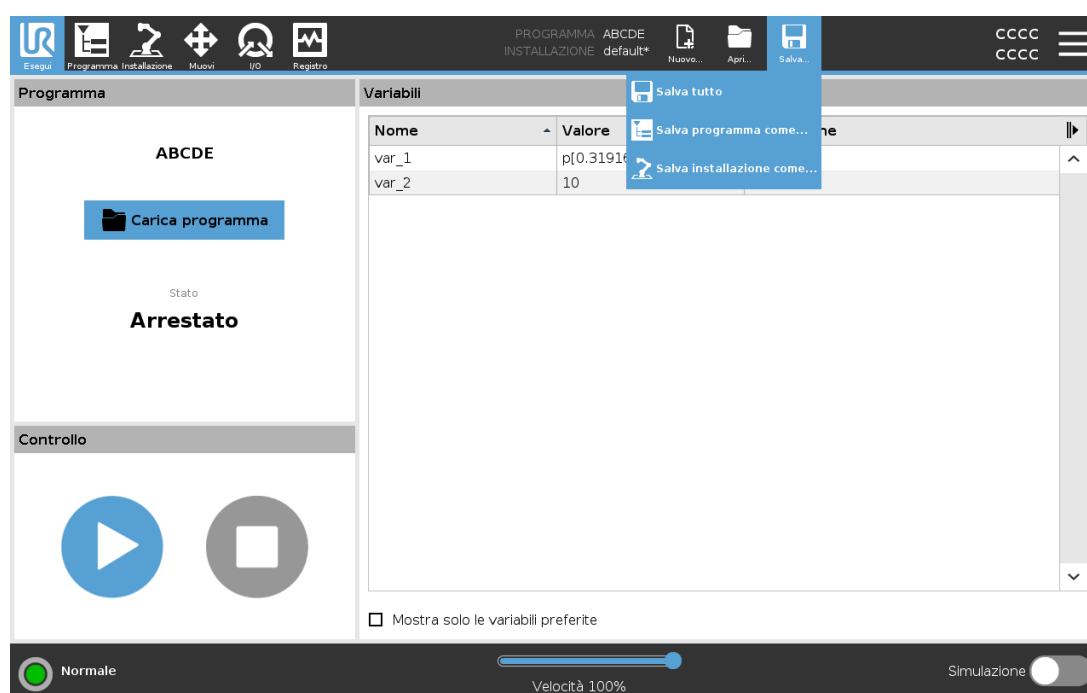 UR
Esegui
Programma
Installazione
Muovi
I/O
Registro
PROGRAMMA ABCDE
INSTALLAZIONE default*
Nuovo...
Apri...
Salva...
CCCC
CCCC
Salva tutto
Salva programma come...
Salva installazione come...
Programma
ABCDE
Carica programma
Stato
Arrestato
Controllo
Variabili
Nome
Valore
var_1
p[0.3191
var_2
10
Mostra solo le variabili preferite
Normale
Velocità 100%
Simulazione